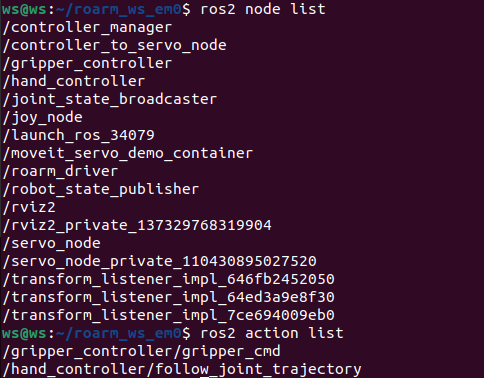 ws@ws:~/roarm_ws_em0$ ros2 node list
/controller_manager
/controller_to_servo_node
/gripper_controller
/hand_controller
/joint_state_broadcaster
/joy_node
/launch_ros_34079
/moveit_servo_demo_container
/roarm_driver
/robot_state_publisher
/rviz2
/rviz2_private_137329768319904
/servo_node
/servo_node_private_110430895027520
/transform_listener_impl_646fb2452050
/transform_listener_impl_64ed3a9e8f30
/transform_listener_impl_7ce694009eb0
ws@ws:~/roarm_ws_em0$ ros2 action list
/gripper_controller/gripper_cmd
/hand_controller/follow_joint_trajectory